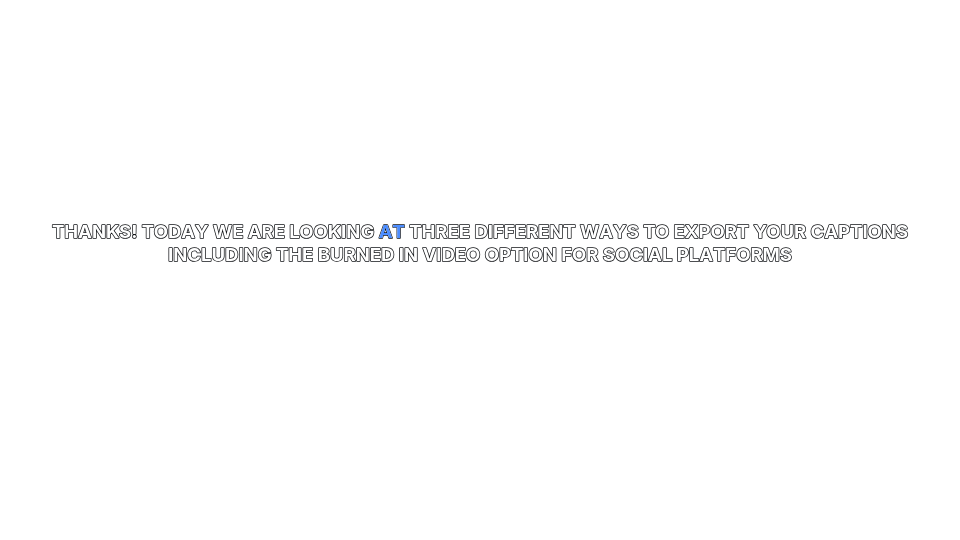 THANKS! TODAY WE ARE LOOKING AT THREE DIFFERENT WAYS TO EXPORT YOUR CAPTIONS
INCLUDING THE BURNED IN VIDEO OPTION FOR SOCIAL PLATFORMS